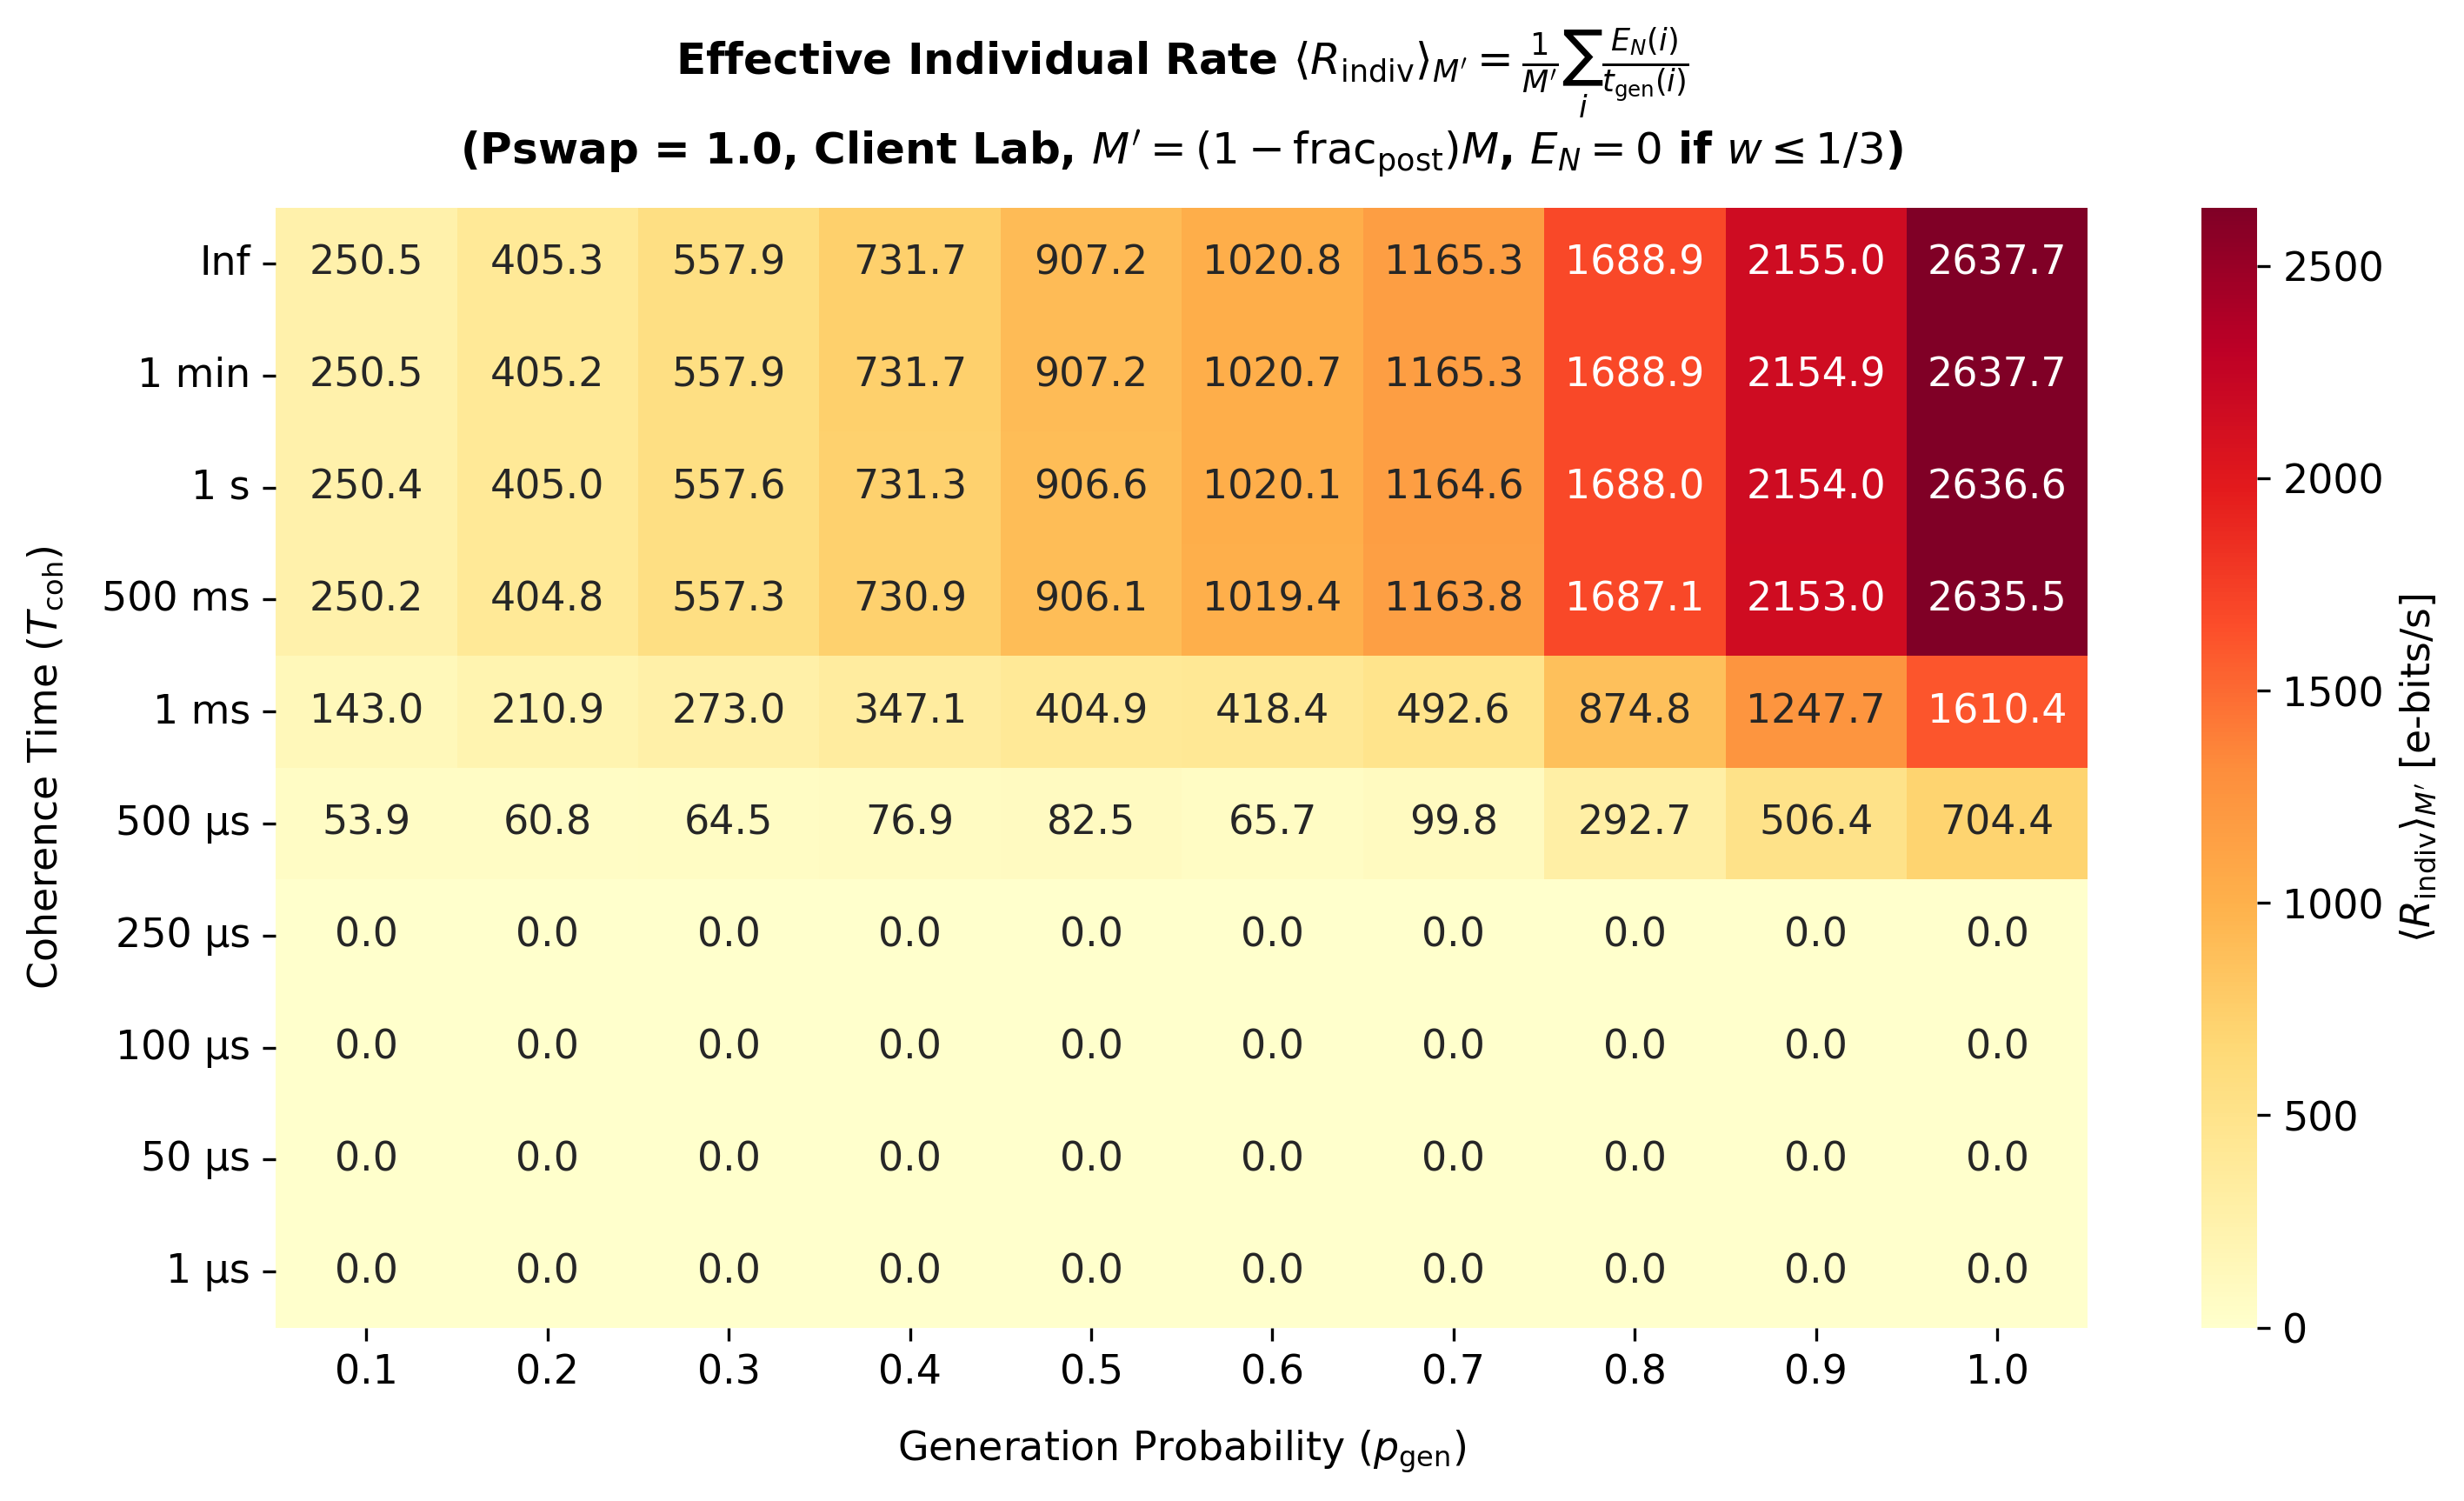 Effective Individual Rate ⟨R_indiv⟩_M′ = 1/M′ ∑_i E_N(i)/t_gen(i)
(Pswap = 1.0, Client Lab, M′ = (1 − frac_post)M, E_N = 0 if w ≤ 1/3)
Inf 250.5 405.3 557.9 731.7 907.2 1020.8 1165.3 1688.9 2155.0 2637.7
1 min 250.5 405.2 557.9 731.7 907.2 1020.7 1165.3 1688.9 2154.9 2637.7
1 s 250.4 405.0 557.6 731.3 906.6 1020.1 1164.6 1688.0 2154.0 2636.6
500 ms 250.2 404.8 557.3 730.9 906.1 1019.4 1163.8 1687.1 2153.0 2635.5
1 ms 143.0 210.9 273.0 347.1 404.9 418.4 492.6 874.8 1247.7 1610.4
500 µs 53.9 60.8 64.5 76.9 82.5 65.7 99.8 292.7 506.4 704.4
250 µs 0.0 0.0 0.0 0.0 0.0 0.0 0.0 0.0 0.0 0.0
100 µs 0.0 0.0 0.0 0.0 0.0 0.0 0.0 0.0 0.0 0.0
50 µs 0.0 0.0 0.0 0.0 0.0 0.0 0.0 0.0 0.0 0.0
1 µs 0.0 0.0 0.0 0.0 0.0 0.0 0.0 0.0 0.0 0.0
0.1 0.2 0.3 0.4 0.5 0.6 0.7 0.8 0.9 1.0
Generation Probability (p_gen)
Coherence Time (T_coh)
2500
2000
1500
1000
500
0
⟨R_indiv⟩_M′ [e-bits/s]